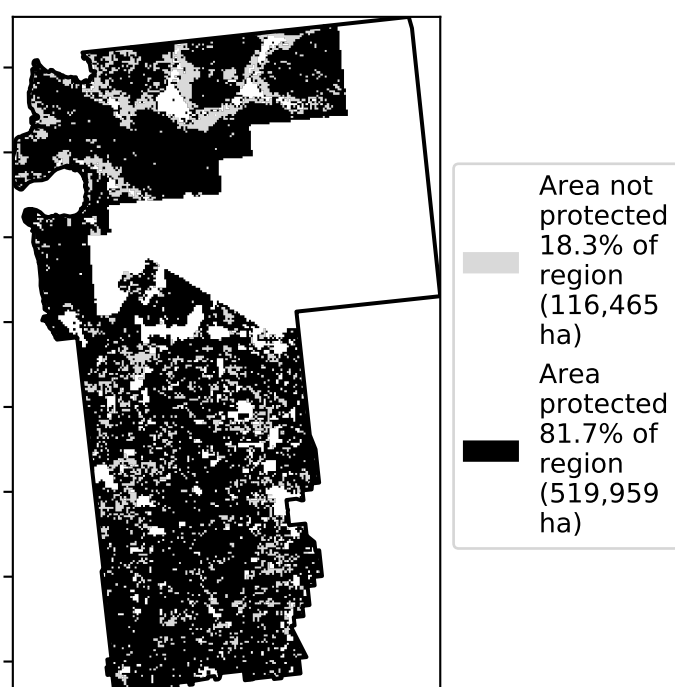 Area not
protected
18.3% of
region
(116,465
ha)
Area
protected
81.7% of
region
(519,959
ha)